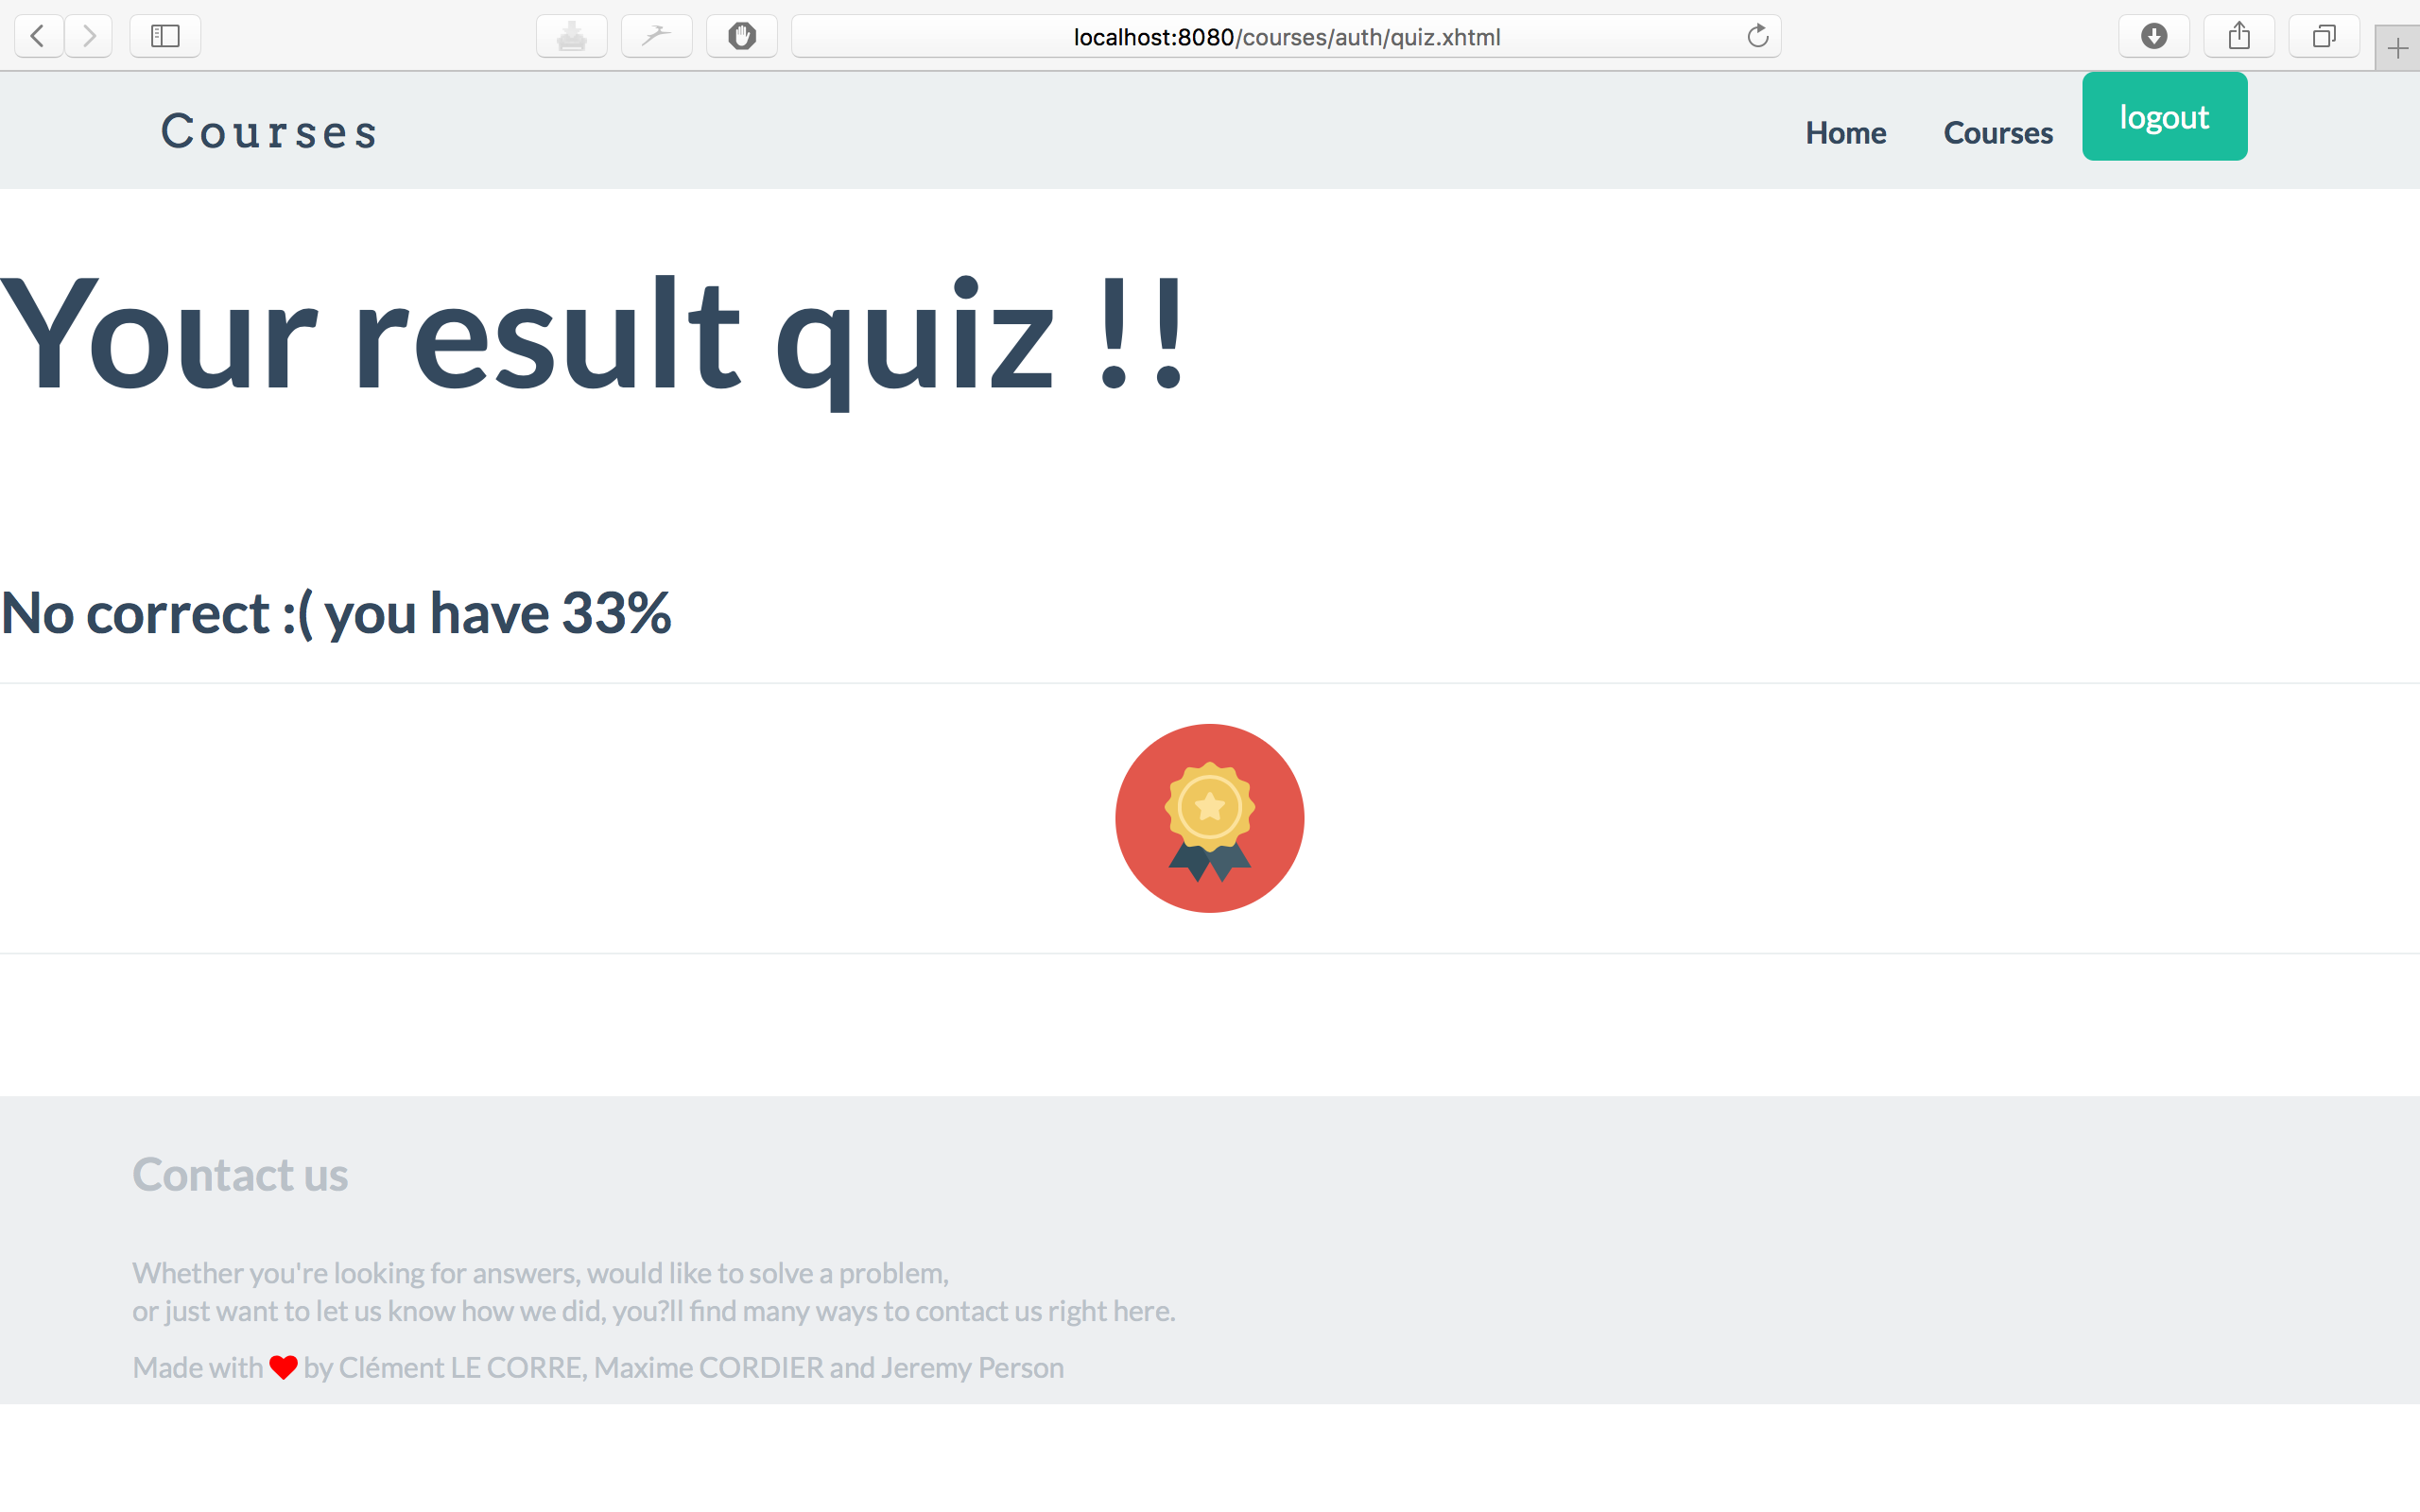 localhost:8080/courses/auth/quiz.xhtml
Courses
Home Courses logout
Your result quiz !!
No correct :( you have 33%
Contact us
Whether you're looking for answers, would like to solve a problem,
or just want to let us know how we did, you?ll find many ways to contact us right here.
Made with ❤ by Clément LE CORRE, Maxime CORDIER and Jeremy Person